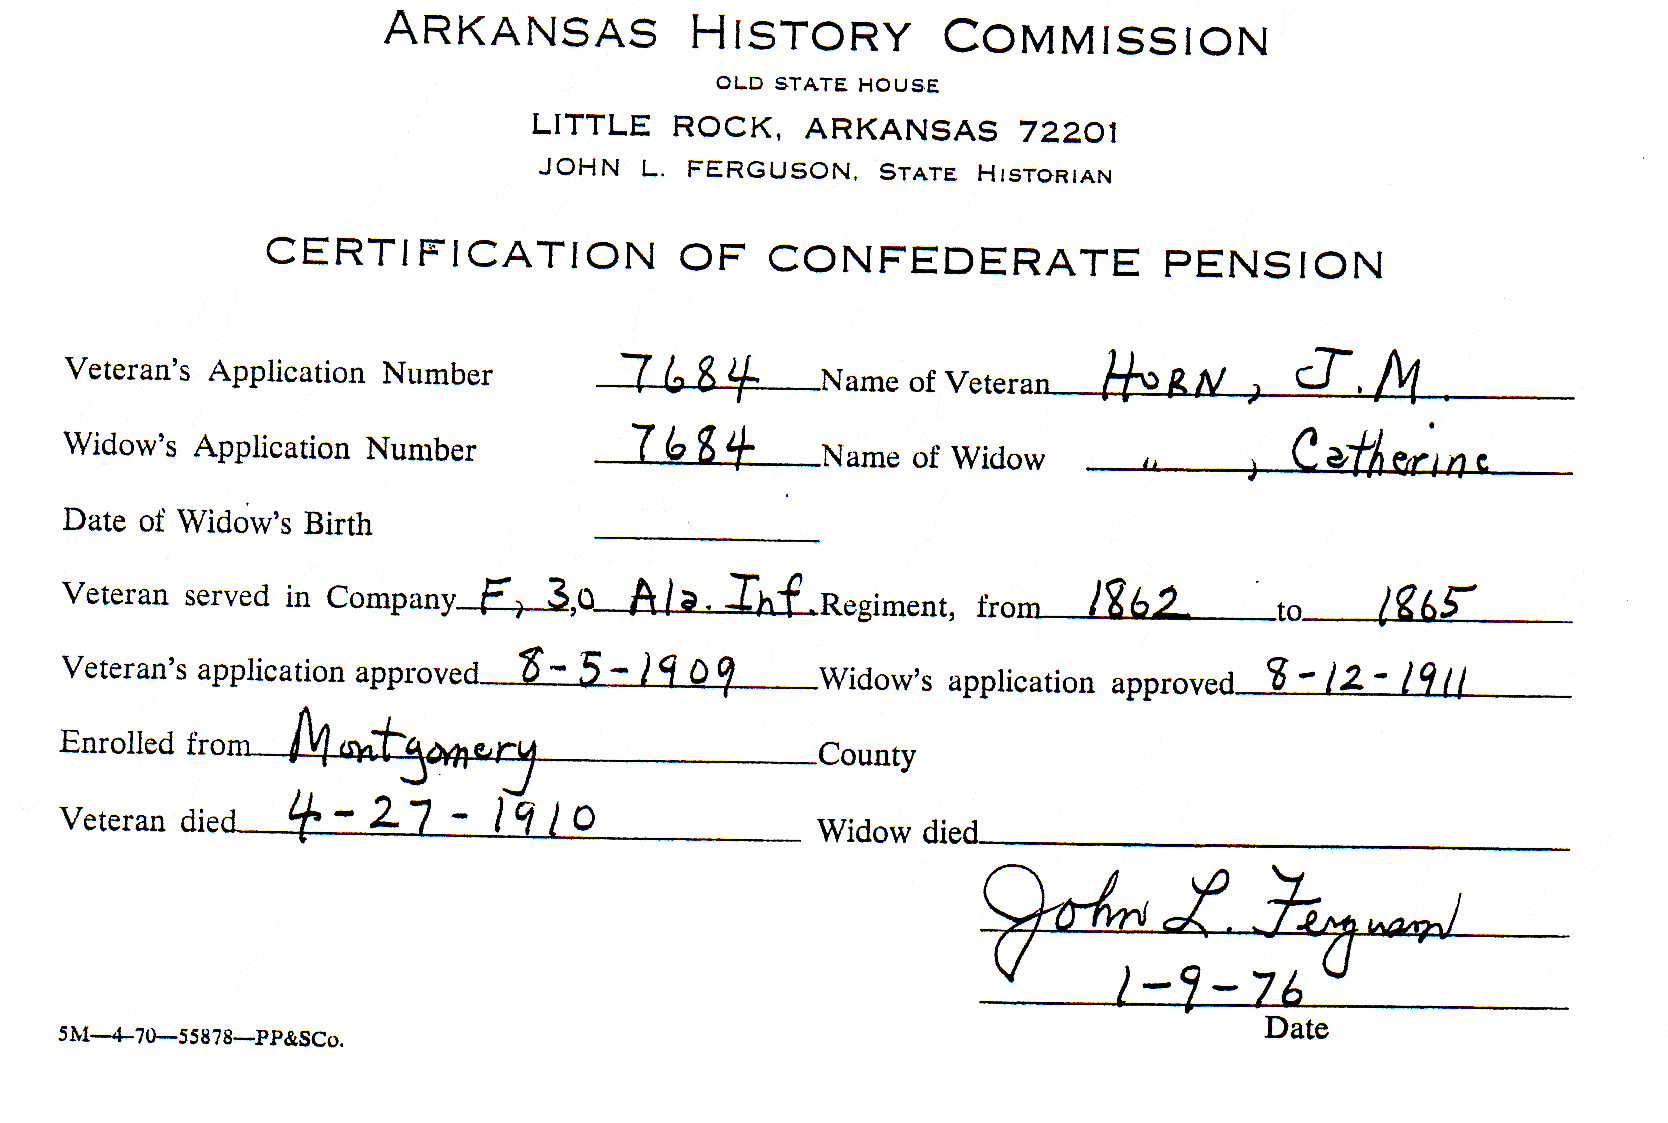 ARKANSAS HISTORY COMMISSION
OLD STATE HOUSE
LITTLE ROCK, ARKANSAS 72201
JOHN L. FERGUSON, STATE HISTORIAN
CERTIFICATION OF CONFEDERATE PENSION
Veteran's Application Number 7684 Name of Veteran HORN, J.M.
Widow's Application Number 7684 Name of Widow " , Catherine
Date of Widow's Birth
Veteran served in Company F, 30 Ala. Inf. Regiment, from 1862 to 1865
Veteran's application approved 8-5-1909 Widow's application approved 8-12-1911
Enrolled from Montgomery County
Veteran died 4-27-1910 Widow died
John L. Ferguson
1-9-76
Date
5M—4-70—55878—PP&SCo.